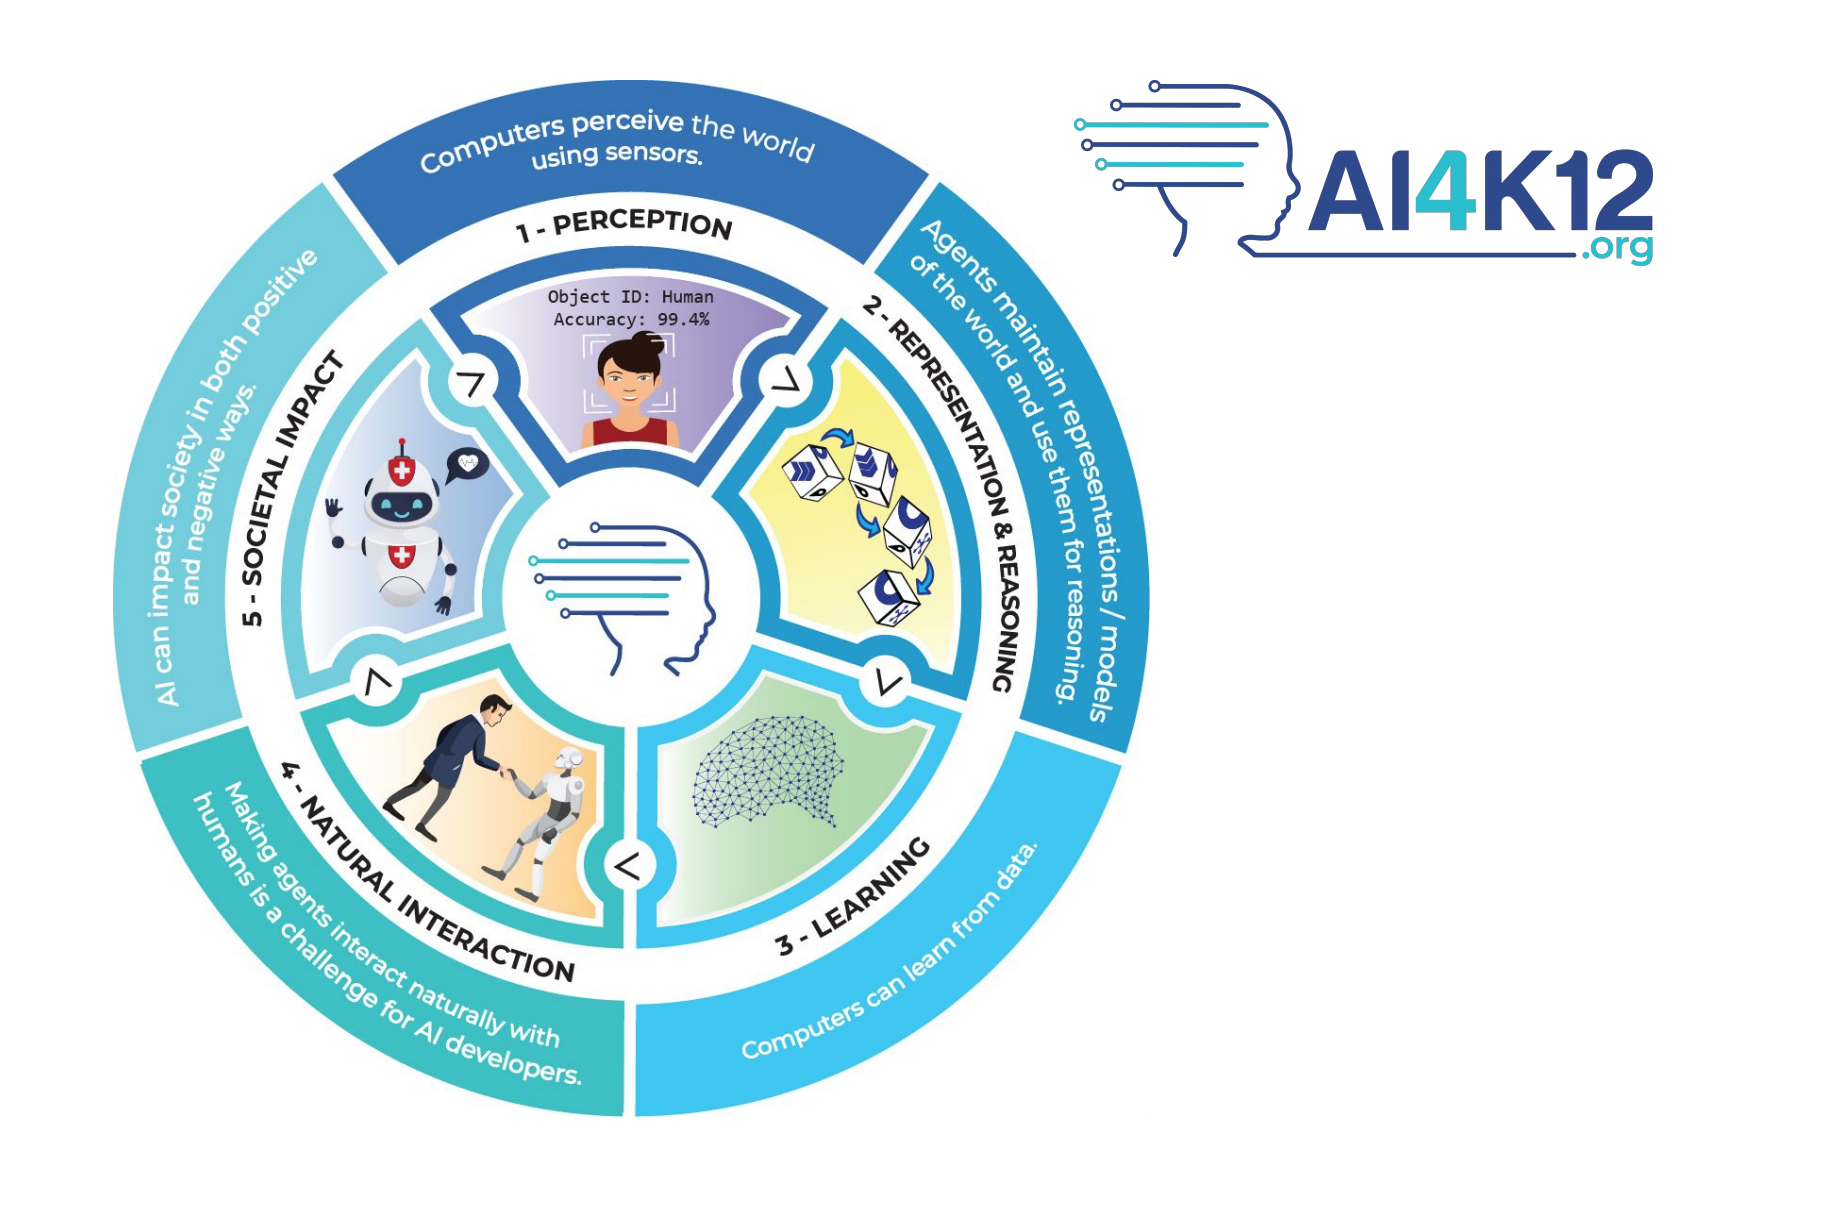 Computers perceive the world
using sensors.
1 - PERCEPTION
Object ID: Human
Accuracy: 99.4%
Agents maintain representations / models
of the world and use them for reasoning.
2 - REPRESENTATION & REASONING
Computers can learn from data.
3 - LEARNING
4 - NATURAL INTERACTION
Making agents interact naturally with
humans is a challenge for AI developers.
AI can impact society in both positive
and negative ways.
5 - SOCIETAL IMPACT
AI4K12
.org